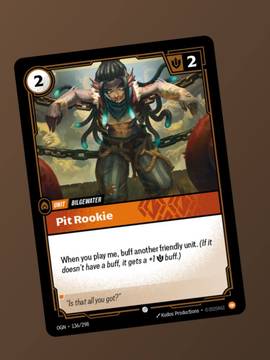 2
2
UNIT BILGEWATER
Pit Rookie
When you play me, buff another friendly unit. (If it
doesn't have a buff, it gets a +1 buff.)
"Is that all you got?"
OGN • 136/298 Kudos Productions